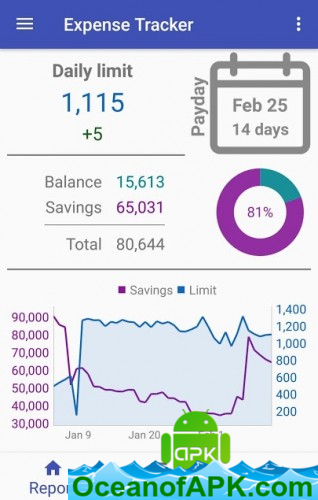 Expense Tracker
Daily limit
1,115
+5
Payday
Feb 25
14 days
Balance 15,613
Savings 65,031
Total 80,644
81%
Savings Limit
90,000
80,000
70,000
60,000
50,000
40,000
30,000
1,400
1,200
1,000
800
600
400
200
Jan 9
Jan 20
apk
OceanofAPK.com